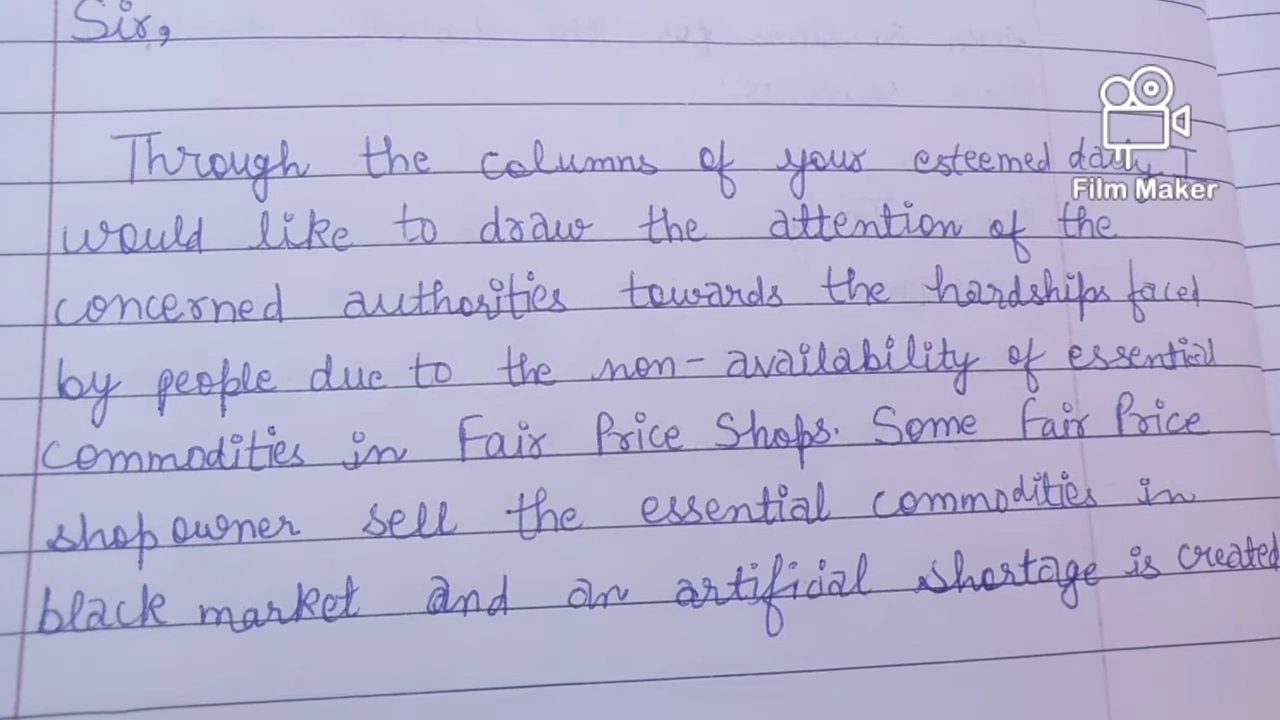 Sir,
Through the columns of your esteemed daily, I
Film Maker
would like to draw the attention of the
concerned authorities towards the hardships faced
by people due to the non-availability of essential
commodities in Fair Price Shops. Some Fair Price
shop owner sell the essential commodities in
black market and an artificial shortage is created